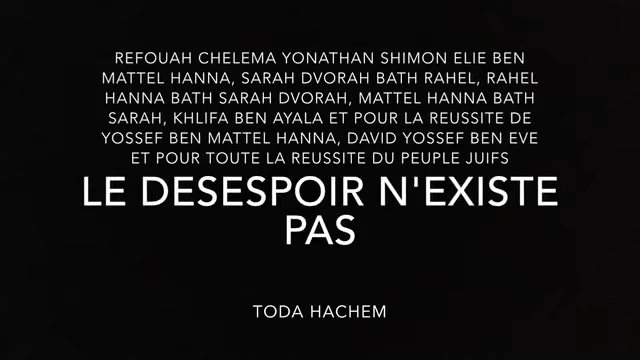 REFOUAH CHELEMA YONATHAN SHIMON ELIE BEN
MATTEL HANNA, SARAH DVORAH BATH RAHEL, RAHEL
HANNA BATH SARAH DVORAH, MATTEL HANNA BATH
SARAH, KHLIFA BEN AYALA ET POUR LA REUSSITE DE
YOSSEF BEN MATTEL HANNA, DAVID YOSSEF BEN EVE
ET POUR TOUTE LA REUSSITE DU PEUPLE JUIFS
LE DESESPOIR N'EXISTE
PAS
TODA HACHEM